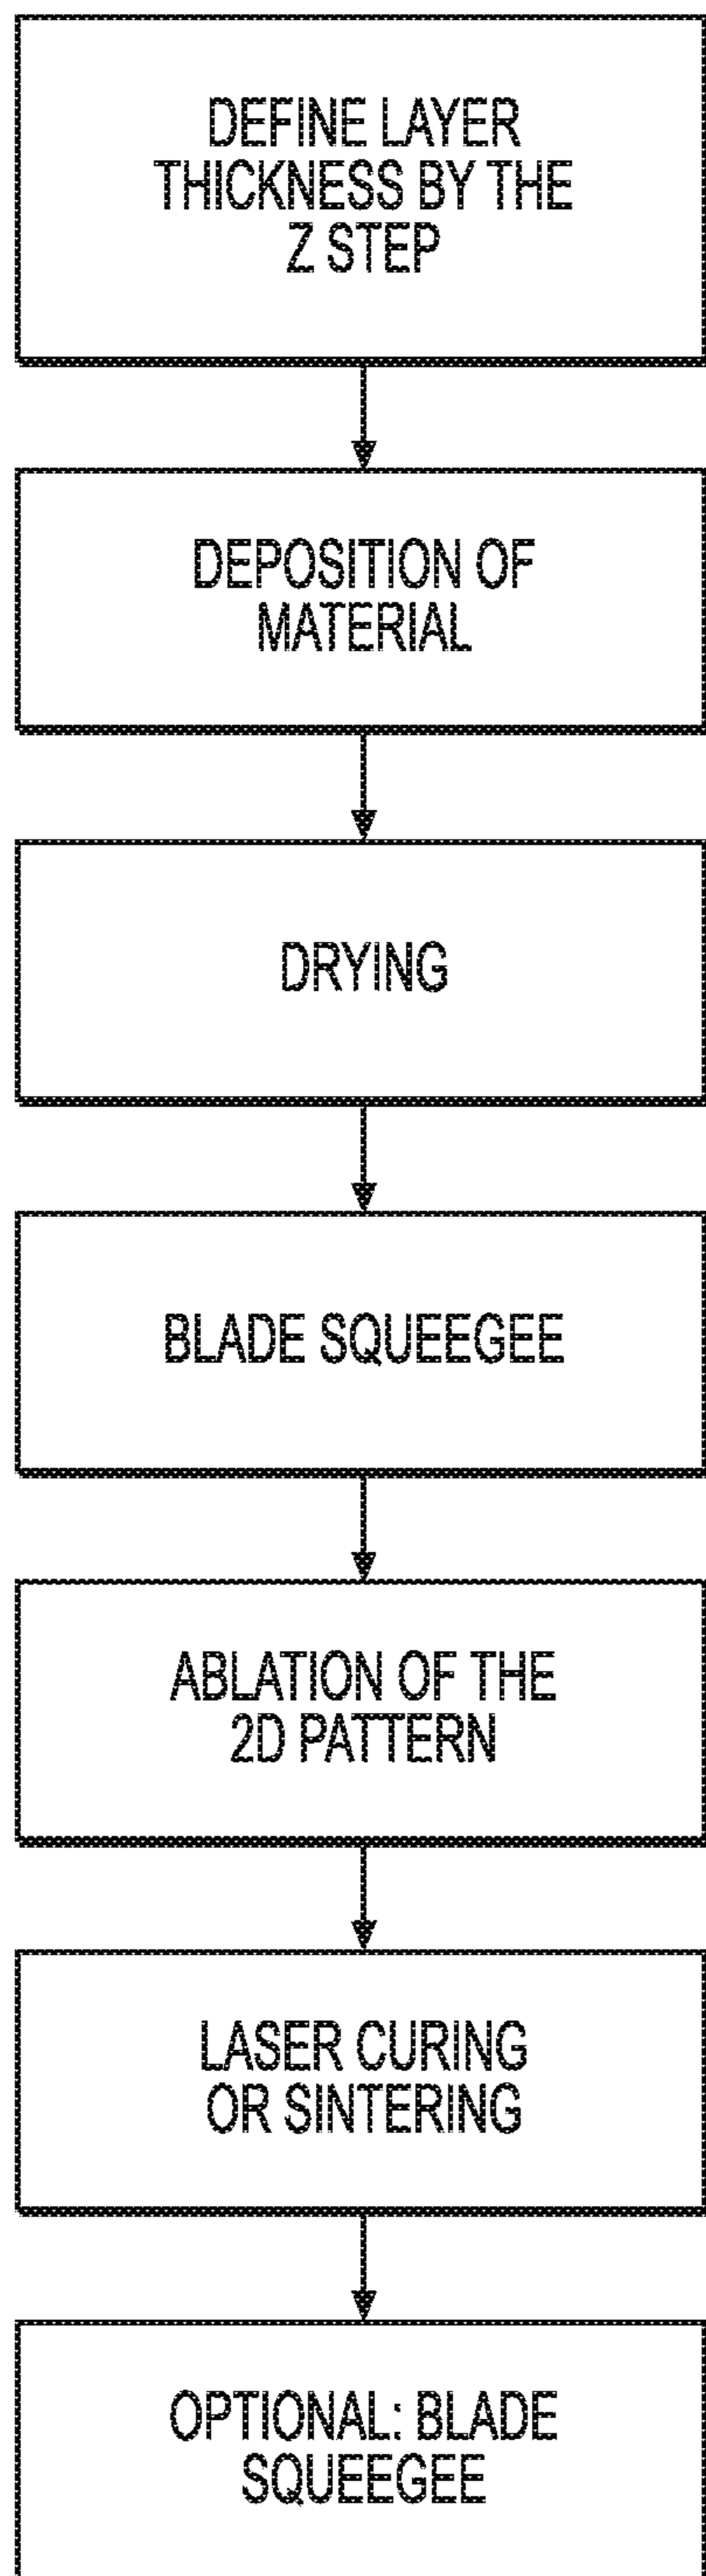 DEFINE LAYER
THICKNESS BY THE
Z STEP
DEPOSITION OF
MATERIAL
DRYING
BLADE SQUEEGEE
ABLATION OF THE
2D PATTERN
LASER CURING
OR SINTERING
OPTIONAL: BLADE
SQUEEGEE